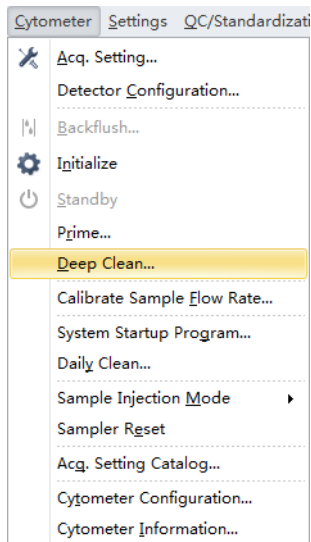 Cytometer Settings QC/Standardizati
Acq. Setting...
Detector Configuration...
Backflush...
Initialize
Standby
Prime...
Deep Clean...
Calibrate Sample Flow Rate...
System Startup Program...
Daily Clean...
Sample Injection Mode
Sampler Reset
Acq. Setting Catalog...
Cytometer Configuration...
Cytometer Information...